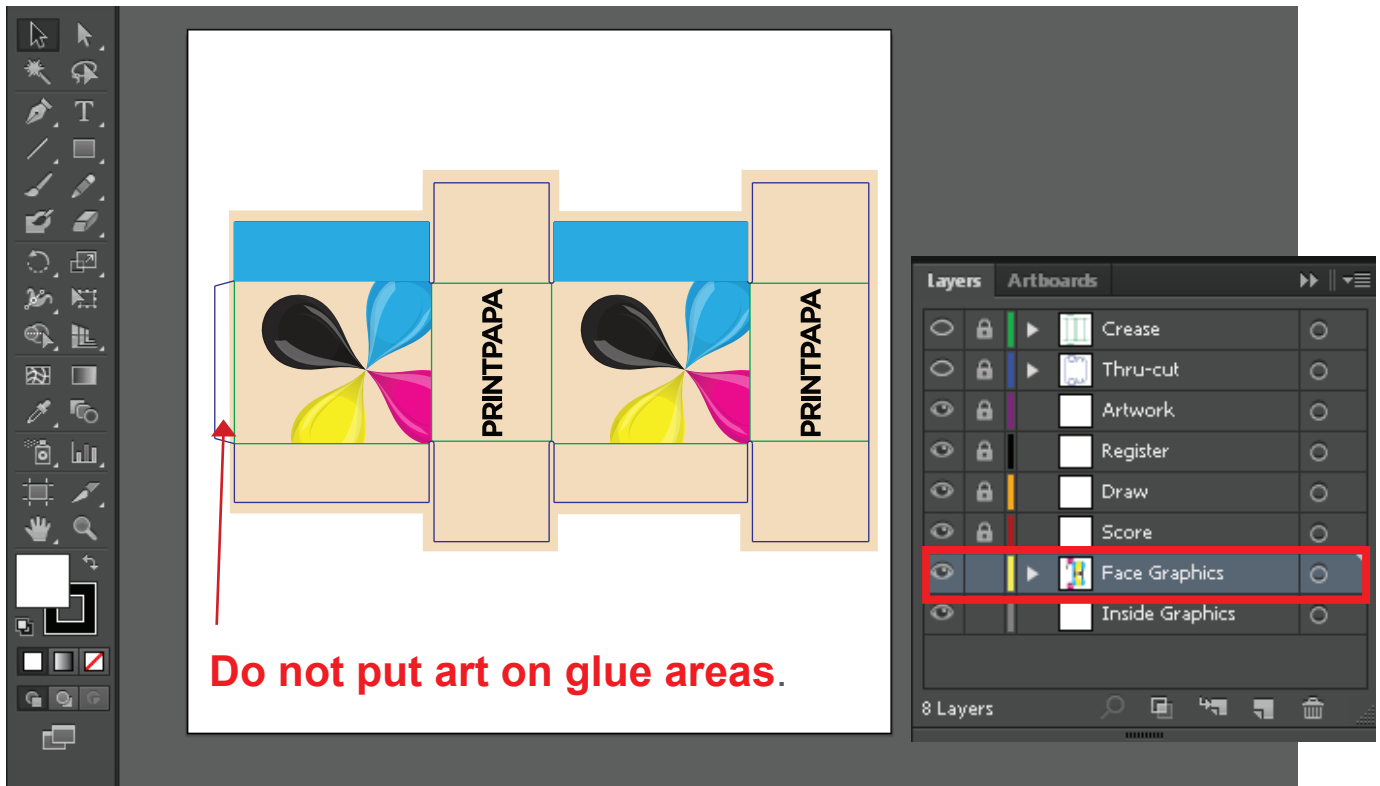 PRINTPAPA
PRINTPAPA
Do not put art on glue areas.
Layers Artboards
Crease
Thru-cut
Artwork
Register
Draw
Score
Face Graphics
Inside Graphics
8 Layers